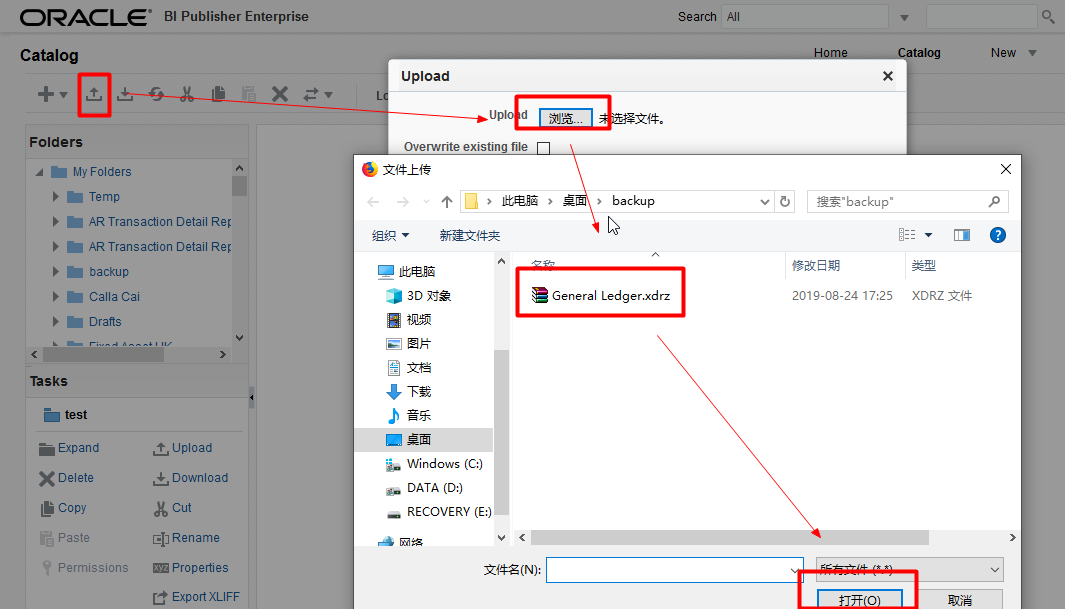 ORACLE® BI Publisher Enterprise Search All
Catalog Home Catalog New
Lo
Upload
Upload 浏览... 未选择文件。
Overwrite existing file
Folders
My Folders
Temp
AR Transaction Detail Rep
AR Transaction Detail Rep
backup
Calla Cai
Drafts
Fixed Asset UK
Tasks
test
Expand Upload
Delete Download
Copy Cut
Paste Rename
Permissions Properties
Export XLIFF
文件上传
此电脑 桌面 backup 搜索"backup"
组织 新建文件夹
名称 修改日期 类型
General Ledger.xdrz 2019-08-24 17:25 XDRZ 文件
此电脑
3D 对象
视频
图片
文档
下载
音乐
桌面
Windows (C:)
DATA (D:)
RECOVERY (E:)
网络
文件名(N): 所有文件 (*.*)
打开(O) 取消